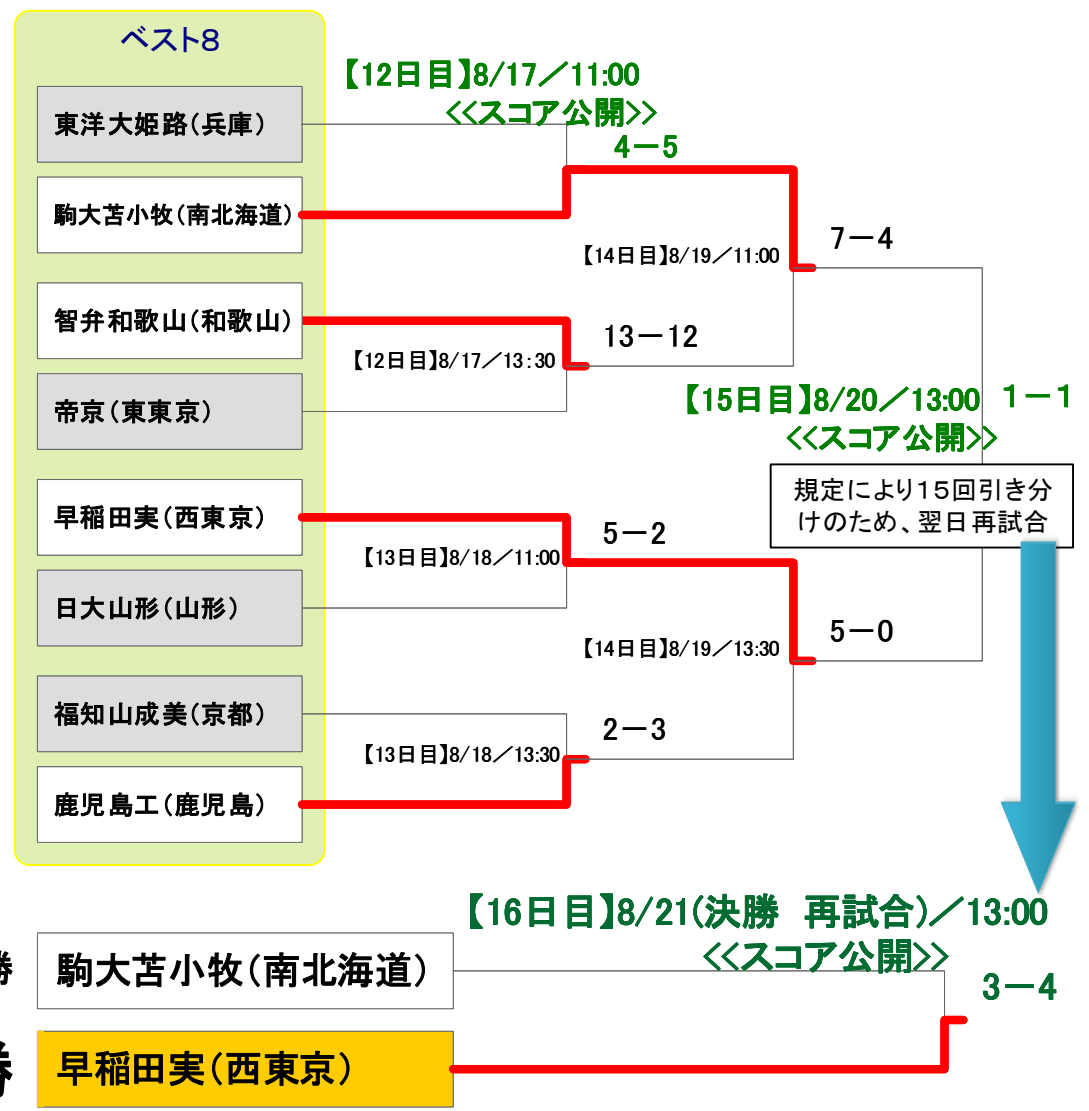 ベスト8
【12日目】8/17／11:00
<<スコア公開>>
東洋大姫路（兵庫）
4－5
駒大苫小牧（南北海道）
7－4
【14日目】8/19／11:00
智弁和歌山（和歌山）
13－12
【12日目】8/17／13：30
帝京（東東京）
【15日目】8/20／13:00 1－1
<<スコア公開>>
規定により１５回引き分
けのため、翌日再試合
早稲田実（西東京）
5－2
【13日目】8/18／11:00
日大山形（山形）
5－0
【14日目】8/19／13:30
福知山成美（京都）
2－3
【13日目】8/18／13:30
鹿児島工（鹿児島）
【16日目】8/21(決勝　再試合)／13:00
<<スコア公開>>
勝 駒大苫小牧（南北海道）
3－4
勝 早稲田実（西東京）